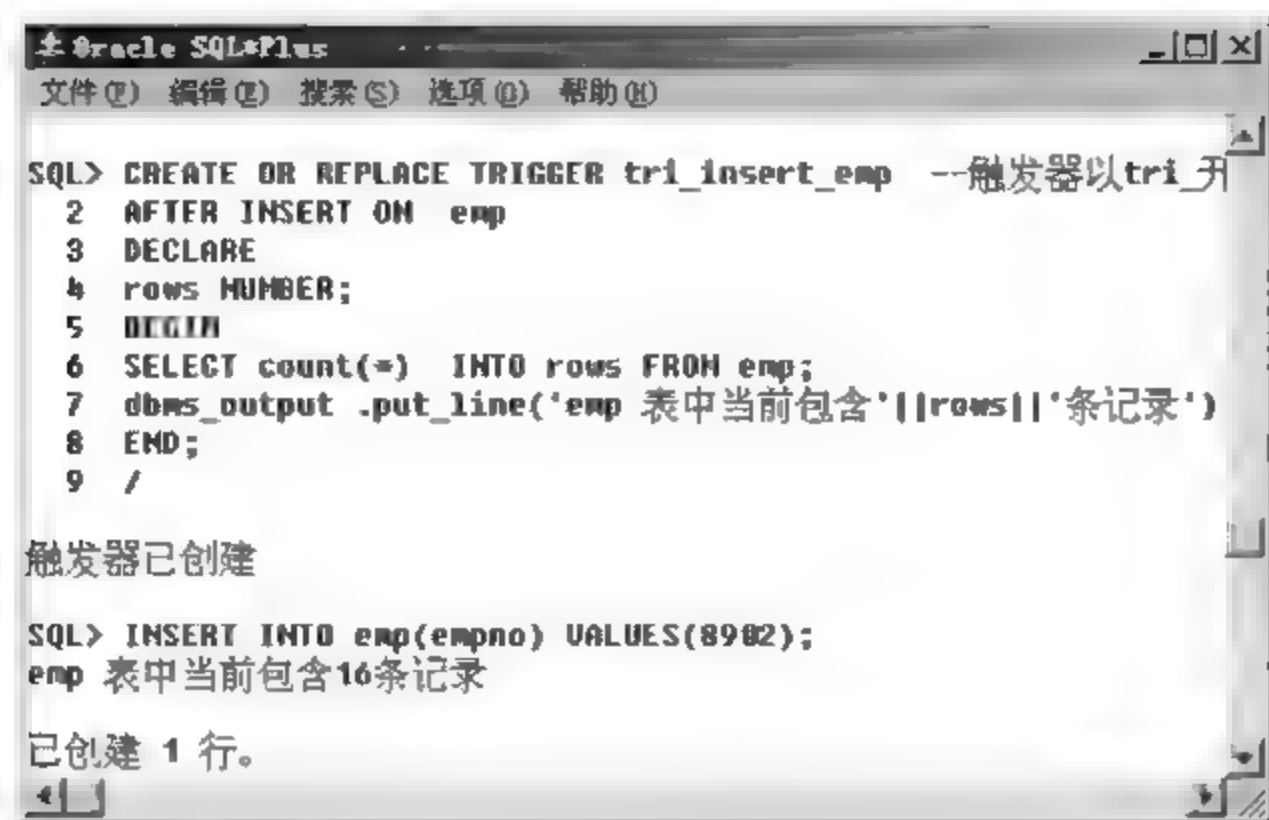 Oracle SQL*Plus
文件(F) 编辑(E) 搜索(S) 选项(O) 帮助(H)
SQL> CREATE OR REPLACE TRIGGER tri_insert_emp --触发器以tri_开
2 AFTER INSERT ON emp
3 DECLARE
4 rows NUMBER;
5 BEGIN
6 SELECT count(*) INTO rows FROM emp;
7 dbms_output .put_line('emp 表中当前包含'||rows||'条记录')
8 END;
9 /
触发器已创建
SQL> INSERT INTO emp(empno) VALUES(8902);
emp 表中当前包含16条记录
已创建 1 行。